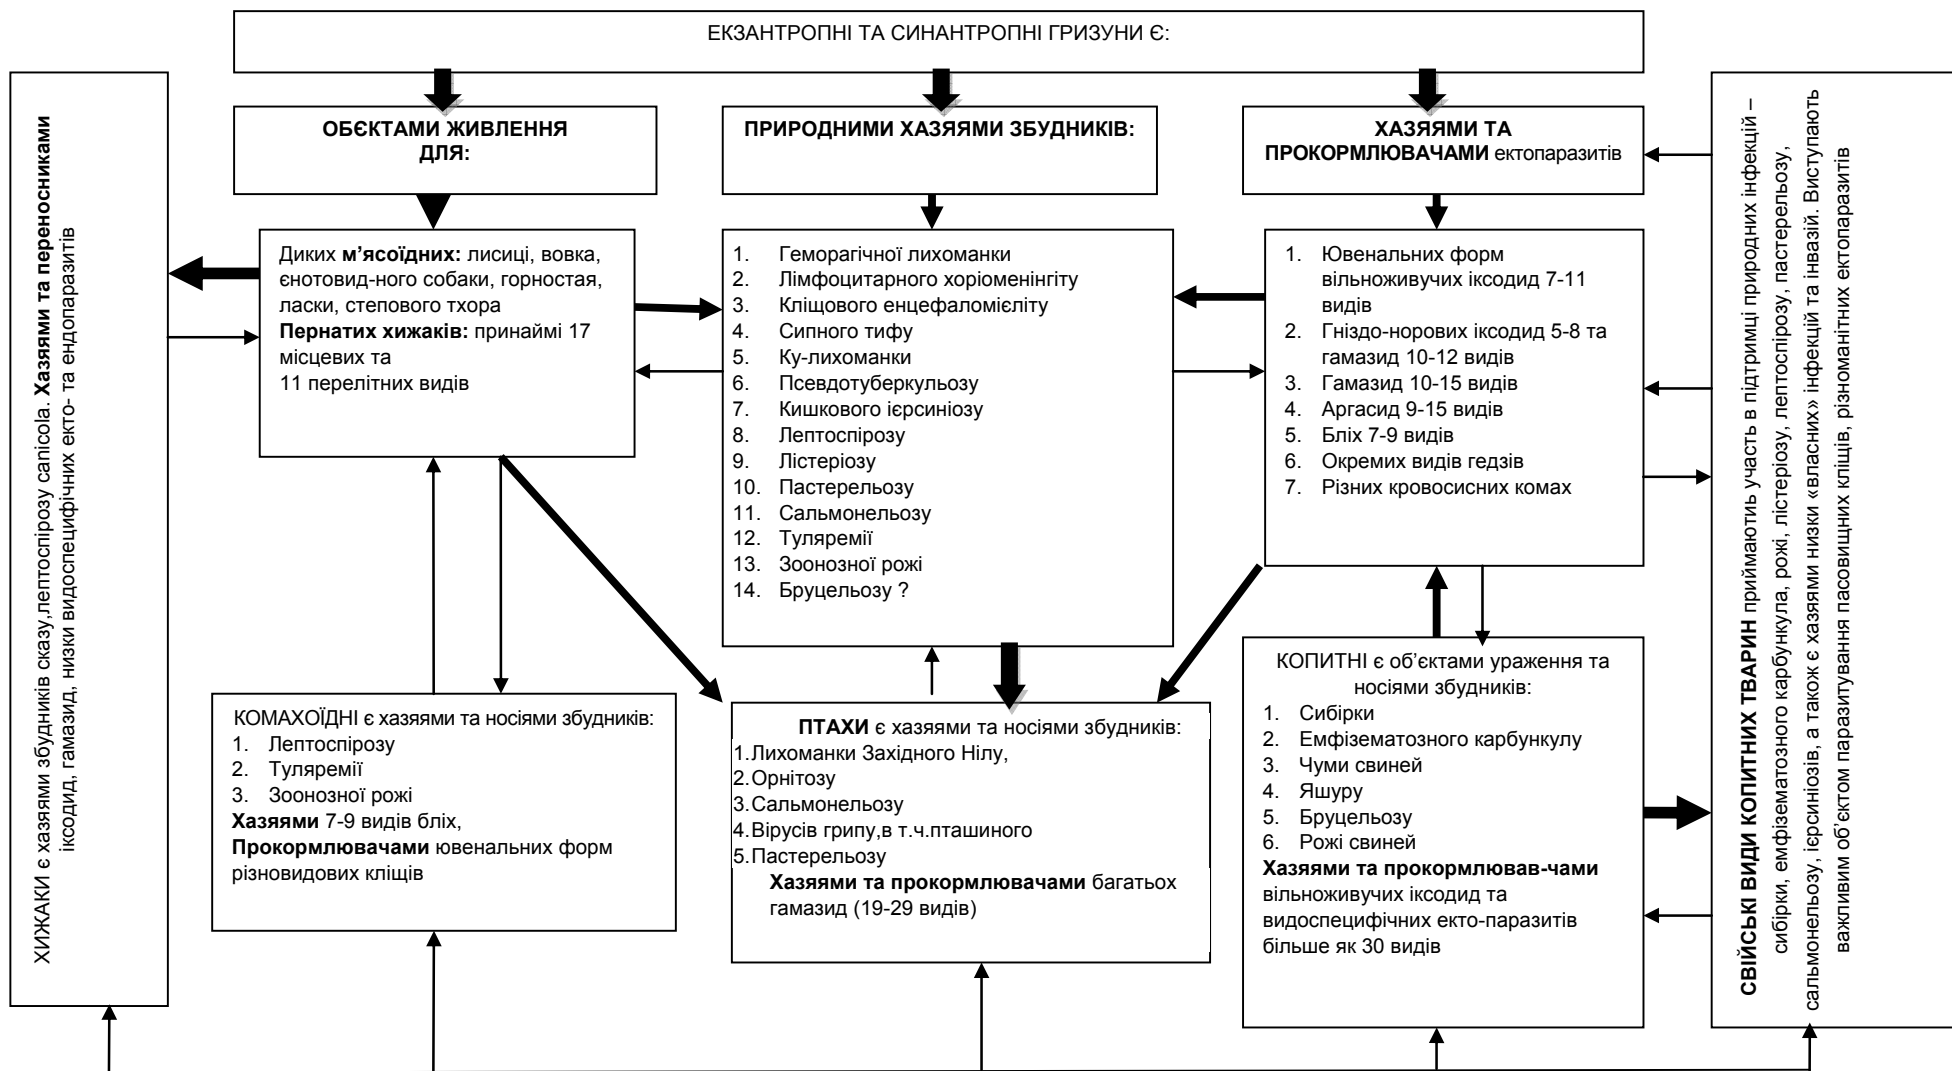 ЕКЗАНТРОПНІ ТА СИНАНТРОПНІ ГРИЗУНИ Є:
ХИЖАКИ є хазяями збудників сказу,лептоспірозу canicola. Хазяями та переносниками
іксодид, гамазид, низки видоспецифічних екто- та ендопаразитів
ОБЄКТАМИ ЖИВЛЕННЯ
ДЛЯ:
ПРИРОДНИМИ ХАЗЯЯМИ ЗБУДНИКІВ:
ХАЗЯЯМИ ТА
ПРОКОРМЛЮВАЧАМИ ектопаразитів
Диких м’ясоїдних: лисиці, вовка,
єнотовид-ного собаки, горностая,
ласки, степового тхора
Пернатих хижаків: принаймі 17
місцевих та
11 перелітних видів
1. Геморагічної лихоманки
2. Лімфоцитарного хоріоменінгіту
3. Кліщового енцефаломієліту
4. Сипного тифу
5. Ку-лихоманки
6. Псевдотуберкульозу
7. Кишкового ієрсиніозу
8. Лептоспірозу
9. Лістеріозу
10. Пастерельозу
11. Сальмонельозу
12. Туляремії
13. Зоонозної рожі
14. Бруцельозу ?
1. Ювенальних форм
вільноживучих іксодид 7-11
видів
2. Гніздо-норових іксодид 5-8 та
гамазид 10-12 видів
3. Гамазид 10-15 видів
4. Аргасид 9-15 видів
5. Бліх 7-9 видів
6. Окремих видів гедзів
7. Різних кровосисних комах
КОМАХОЇДНІ є хазяями та носіями збудників:
1. Лептоспірозу
2. Туляремії
3. Зоонозної рожі
Хазяями 7-9 видів бліх,
Прокормлювачами ювенальних форм
різновидових кліщів
ПТАХИ є хазяями та носіями збудників:
1.Лихоманки Західного Нілу,
2.Орнітозу
3.Сальмонельозу
4.Вірусів грипу,в т.ч.пташиного
5.Пастерельозу
Хазяями та прокормлювачами багатьох
гамазид (19-29 видів)
КОПИТНІ є об’єктами ураження та
носіями збудників:
1. Сибірки
2. Емфізематозного карбункулу
3. Чуми свиней
4. Яшуру
5. Бруцельозу
6. Рожі свиней
Хазяями та прокормлював-чами
вільноживучих іксодид та
видоспецифічних екто-паразитів
більше як 30 видів
СВІЙСЬКІ ВИДИ КОПИТНИХ ТВАРИН приймають участь в підтримці природних інфекцій –
сибірки, емфізематозного карбункула, рожі, лістеріозу, лептоспірозу, пастерельозу,
сальмонельозу, ієрсиніозів, а також є хазяями низки «власних» інфекцій та інвазій. Виступають
важливим об’єктом паразитування пасовищних кліщів, різноманітних ектопаразитів